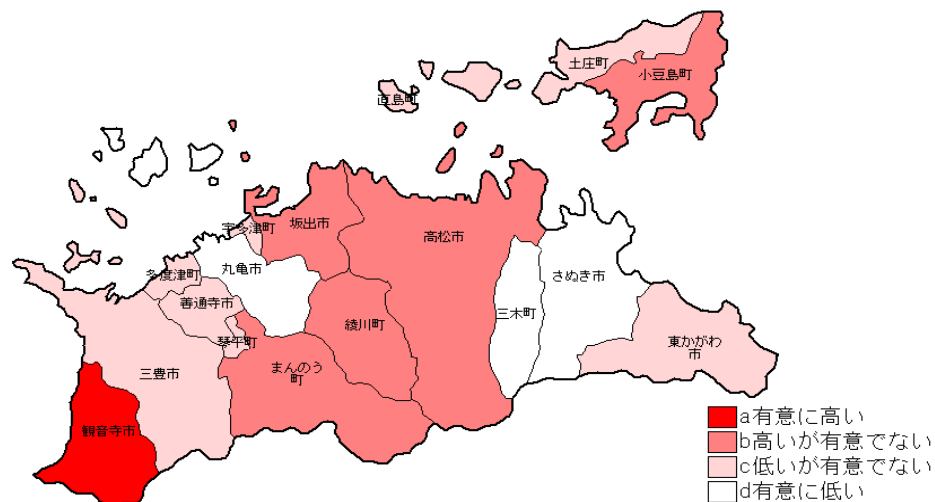 土庄町
小豆島町
直島町
宇多津町
坂出市
高松市
丸亀市
多度津町
さぬき市
善通寺市
三木町
綾川町
琴平町
東かがわ
市
まんのう
町
三豊市
観音寺市
a有意に高い
b高いが有意でない
c低いが有意でない
d有意に低い